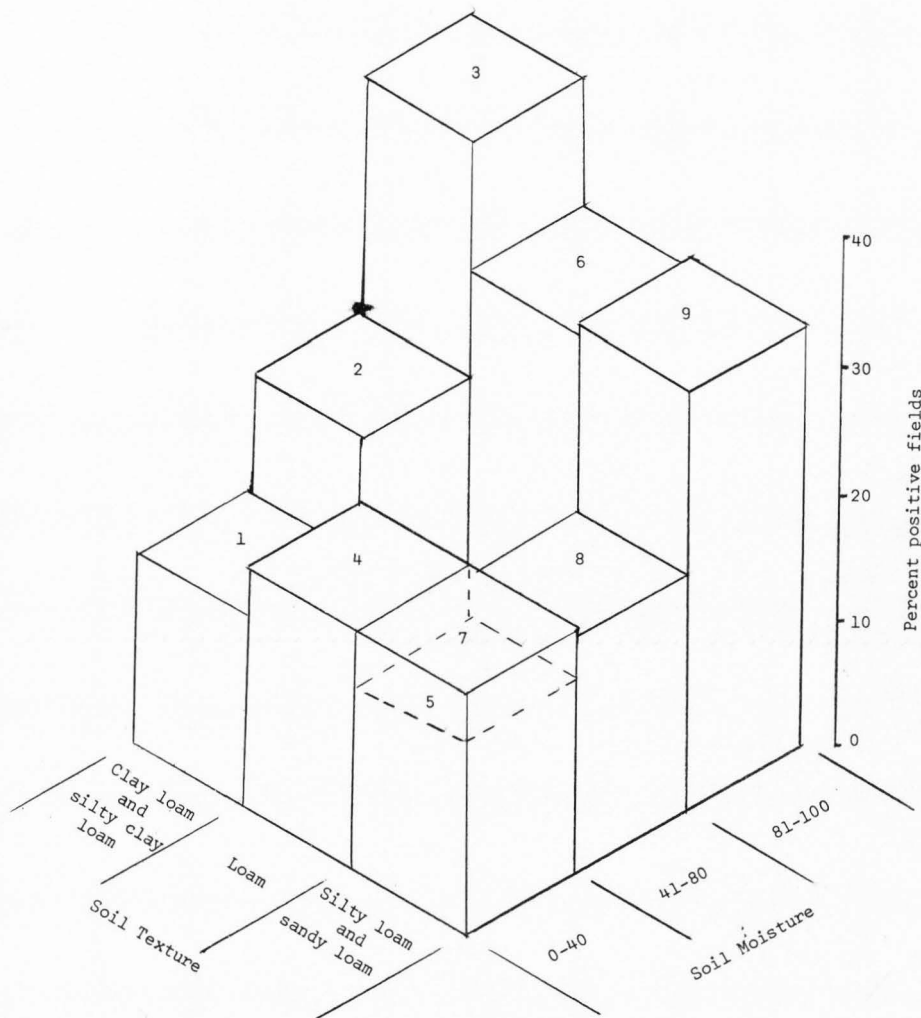 3
6
9
2
1
4
8
7
5
40
30
20
10
0
Percent positive fields
Clay loam
and
silty clay
loam
Loam
Silty loam
and
sandy loam
Soil Texture
0-40
41-80
81-100
Soil Moisture